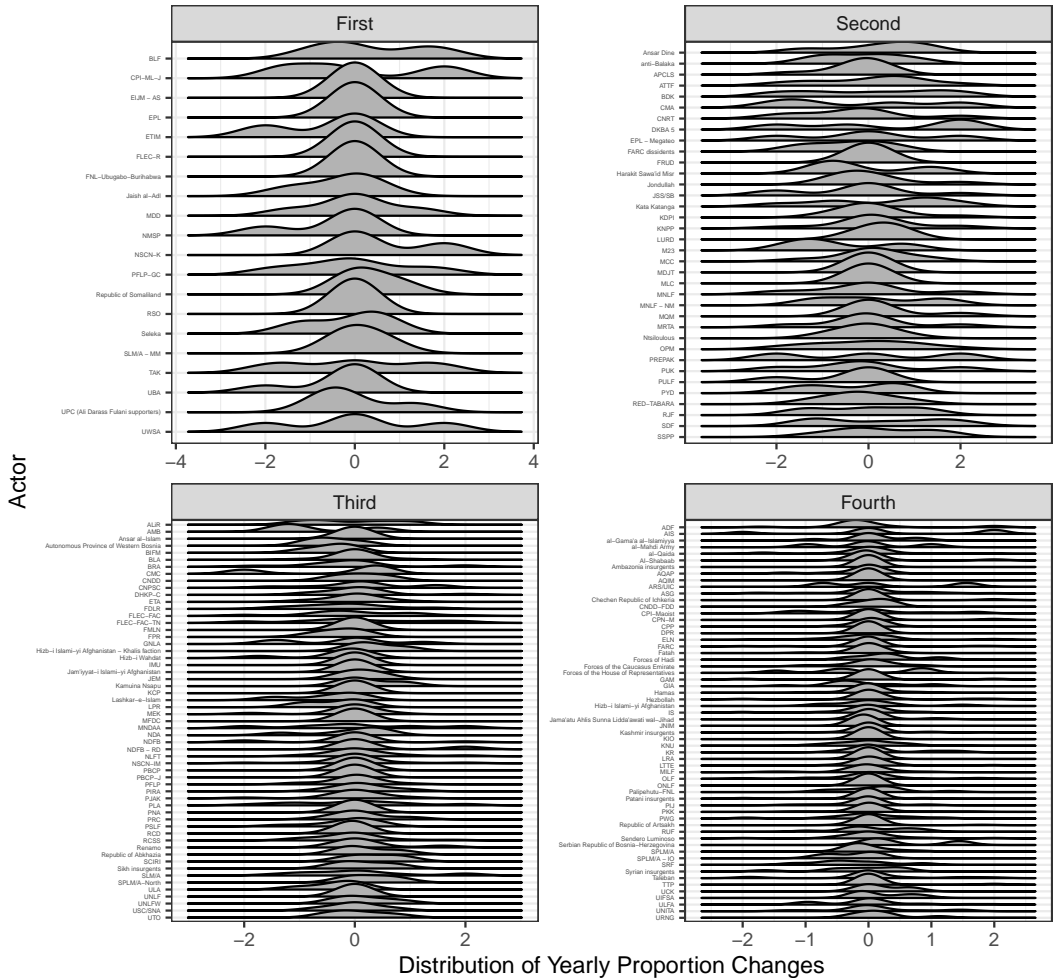 First
BLF
CPI−ML−J
EIJM − AS
EPL
ETIM
FLEC−R
FNL−Ubugabo−Burihabwa
Jaish al−Adl
MDD
NMSP
NSCN−K
PFLP−GC
Republic of Somaliland
RSO
Seleka
SLM/A − MM
TAK
UBA
UPC (Ali Darass Fulani supporters)
UWSA
−4 −2 0 2 4
Second
Ansar Dine
anti−Balaka
APCLS
ATTF
BDK
CMA
CNRT
DKBA 5
EPL − Megateo
FARC dissidents
FRUD
Harakit Sawa'id Misr
Jondullah
JSS/SB
Kata Katanga
KDPI
KNPP
LURD
M23
MCC
MDJT
MLC
MNLF
MNLF − NM
MQM
MRTA
Ntsiloulous
OPM
PREPAK
PUK
PULF
PYD
RED−TABARA
RJF
SDF
SSPP
−2 0 2
Actor
Third
ALiR
AMB
Ansar al−Islam
Autonomous Province of Western Bosnia
BIFM
BLA
BRA
CMC
CNDD
CNPSC
DHKP−C
ETA
FDLR
FLEC−FAC
FLEC−FAC−TN
FMLN
FPR
GNLA
Hizb−i Islami−yi Afghanistan − Khalis faction
Hizb−i Wahdat
IMU
Jam'iyyat−i Islami−yi Afghanistan
JEM
Kamuina Nsapu
KCP
Lashkar−e−Islam
LPR
MEK
MFDC
MNDAA
NDA
NDFB
NDFB − RD
NLFT
NSCN−IM
PBCP
PBCP−J
PFLP
PIRA
PJAK
PLA
PNA
PRC
PSLF
RCD
RCSS
Renamo
Republic of Abkhazia
SCIRI
Sikh insurgents
SLM/A
SPLM/A−North
ULA
UNLF
UNLFW
USC/SNA
UTO
−2 0 2
Fourth
ADF
AIS
al−Gama'a al−Islamiyya
al−Mahdi Army
al−Qaida
Al−Shabaab
Ambazonia insurgents
AQAP
AQIM
ARS/UIC
ASG
Chechen Republic of Ichkeria
CNDD−FDD
CPI−Maoist
CPN−M
CPP
DPR
ELN
FARC
Fatah
Forces of Hadi
Forces of the Caucasus Emirate
Forces of the House of Representatives
GAM
GIA
Hamas
Hezbollah
Hizb−i Islami−yi Afghanistan
IS
Jama'atu Ahlis Sunna Lidda'awati wal−Jihad
JNIM
Kashmir insurgents
KIO
KNU
KR
LRA
LTTE
MILF
OLF
ONLF
Palipehutu−FNL
Patani insurgents
PIJ
PKK
PWG
Republic of Artsakh
RUF
Sendero Luminoso
Serbian Republic of Bosnia−Herzegovina
SPLM/A
SPLM/A − IO
SRF
Syrian insurgents
Taleban
TTP
UCK
UIFSA
ULFA
UNITA
URNG
−2 −1 0 1 2
Distribution of Yearly Proportion Changes